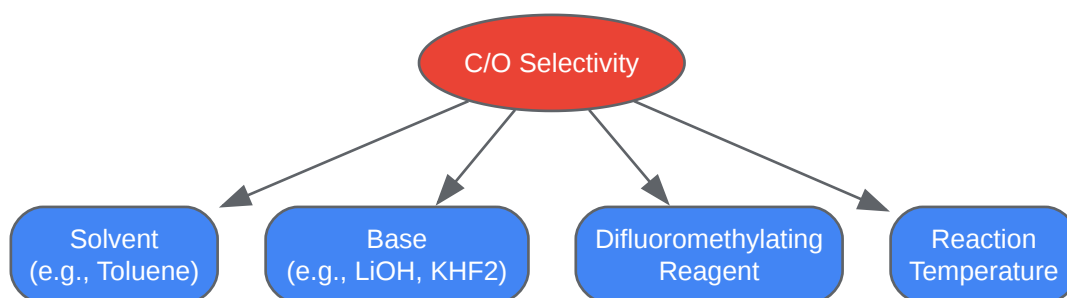 C/O Selectivity
Solvent
(e.g., Toluene)
Base
(e.g., LiOH, KHF2)
Difluoromethylating
Reagent
Reaction
Temperature